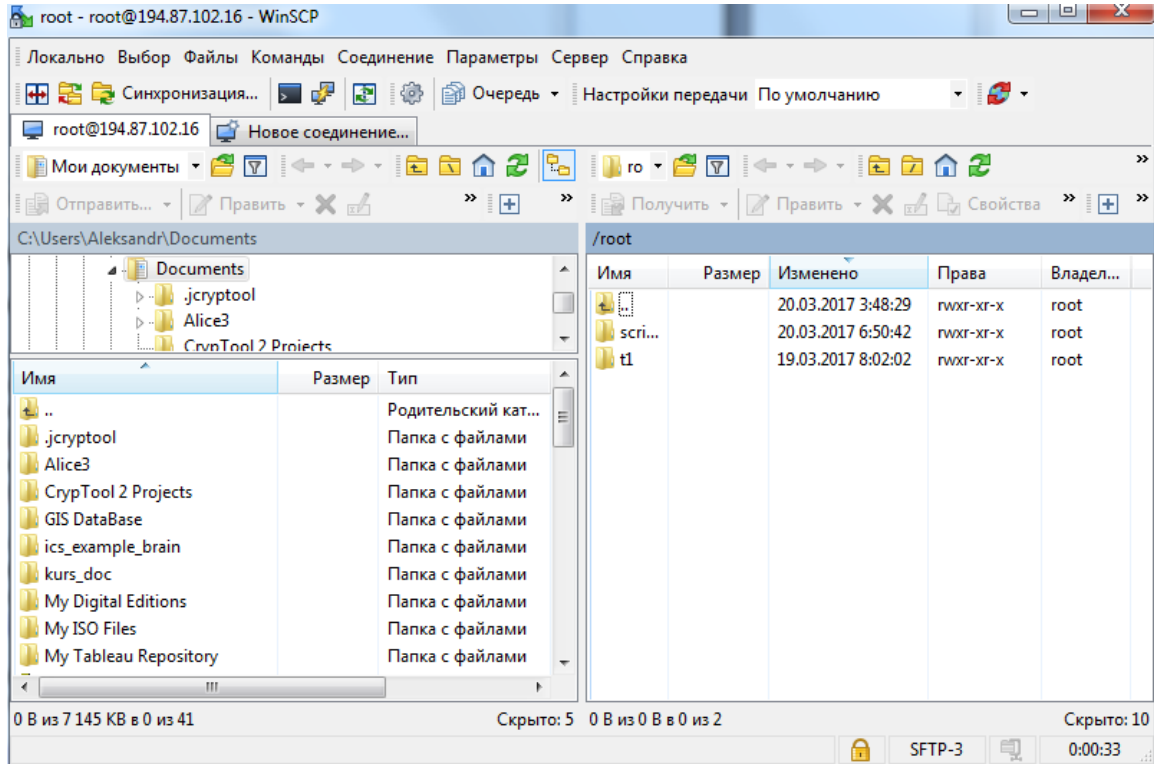 root - root@194.87.102.16 - WinSCP
Локально Выбор Файлы Команды Соединение Параметры Сервер Справка
Синхронизация... Очередь Настройки передачи По умолчанию
root@194.87.102.16 Новое соединение...
Мои документы ro »
Отправить... Править » » Получить Править Свойства » »
C:\Users\Aleksandr\Documents
Documents
.jcryptool
Alice3
CrypTool 2 Projects
Имя Размер Тип
.. Родительский кат...
.jcryptool Папка с файлами
Alice3 Папка с файлами
CrypTool 2 Projects Папка с файлами
GIS DataBase Папка с файлами
ics_example_brain Папка с файлами
kurs_doc Папка с файлами
My Digital Editions Папка с файлами
My ISO Files Папка с файлами
My Tableau Repository Папка с файлами
0 B из 7 145 KB в 0 из 41 Скрыто: 5
/root
Имя Размер Изменено Права Владел...
.. 20.03.2017 3:48:29 rwxr-xr-x root
scri... 20.03.2017 6:50:42 rwxr-xr-x root
t1 19.03.2017 8:02:02 rwxr-xr-x root
0 B из 0 B в 0 из 2 Скрыто: 10
SFTP-3 0:00:33